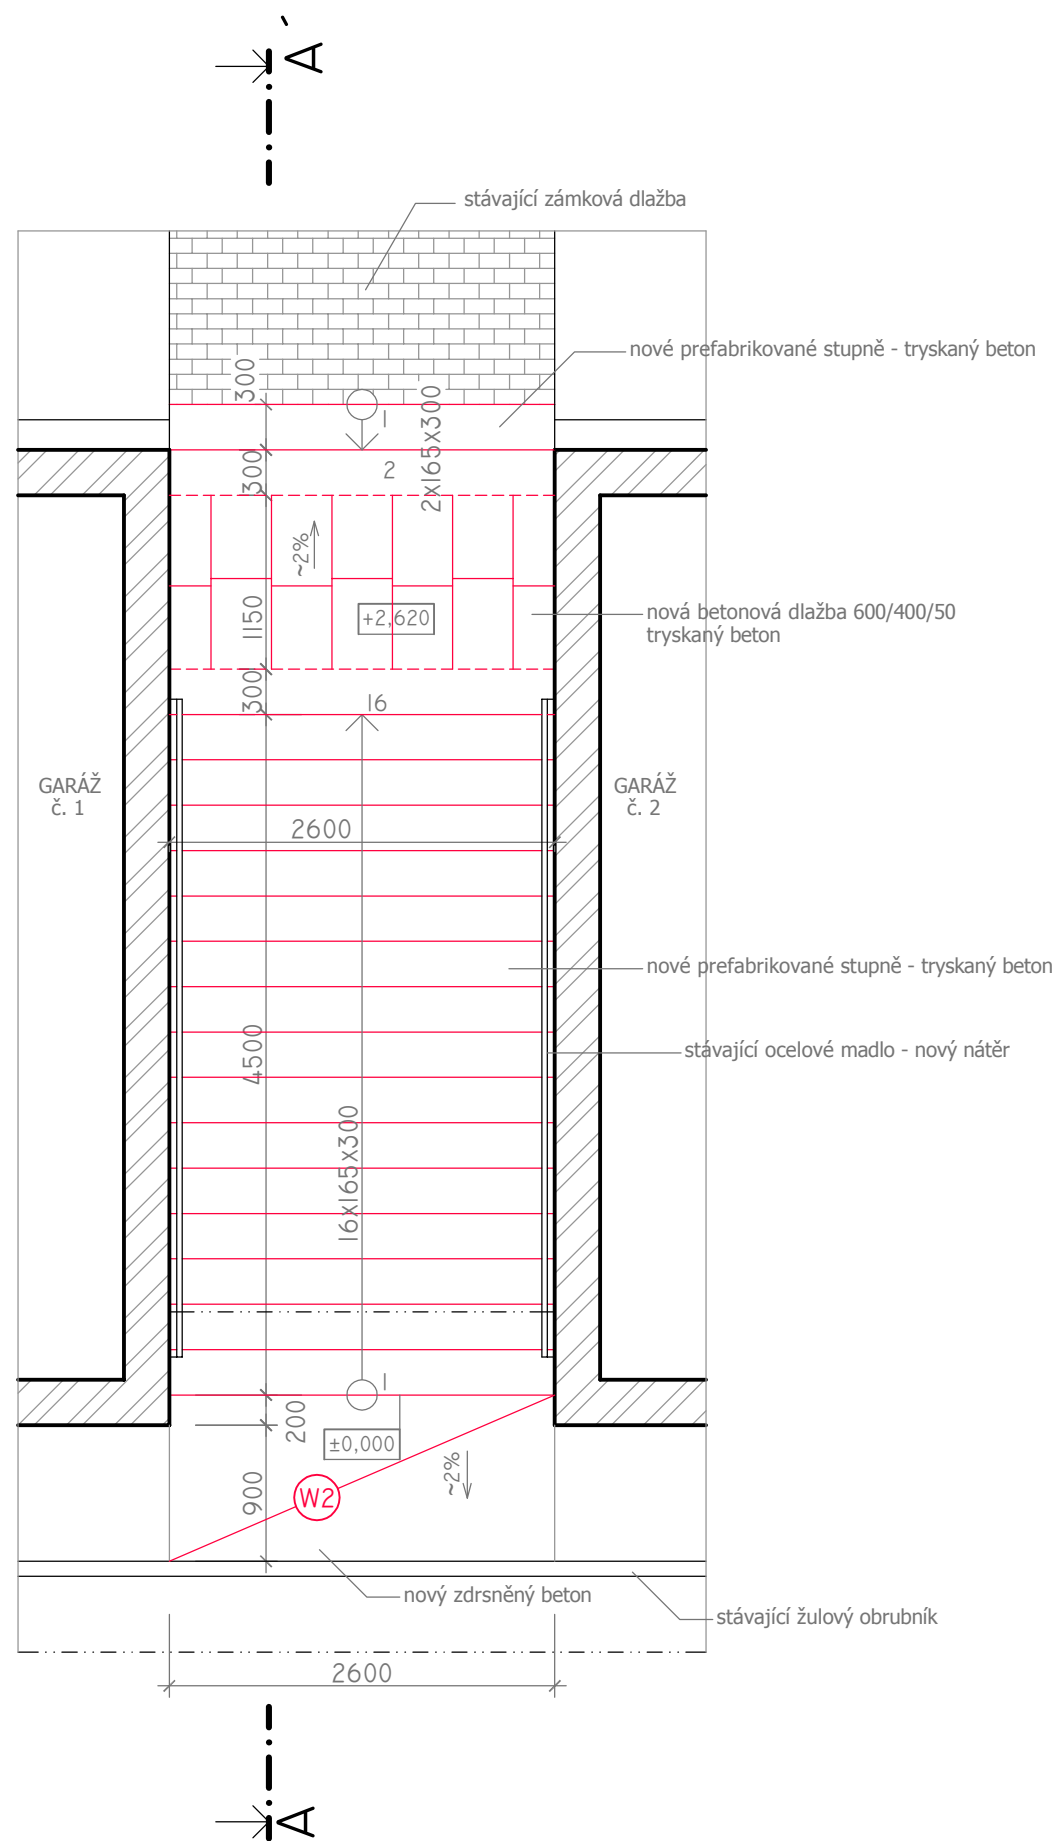 A`
stávající zámková dlažba
nové prefabrikované stupně - tryskaný beton
300
1
2x165x300
300
2
~2%
+2,620
nová betonová dlažba 600/400/50
tryskaný beton
1150
300
16
GARÁŽ
č. 1
GARÁŽ
č. 2
2600
nové prefabrikované stupně - tryskaný beton
stávající ocelové madlo - nový nátěr
4500
16x165x300
1
200
±0,000
~2%
W2
900
nový zdrsněný beton
stávající žulový obrubník
2600
A